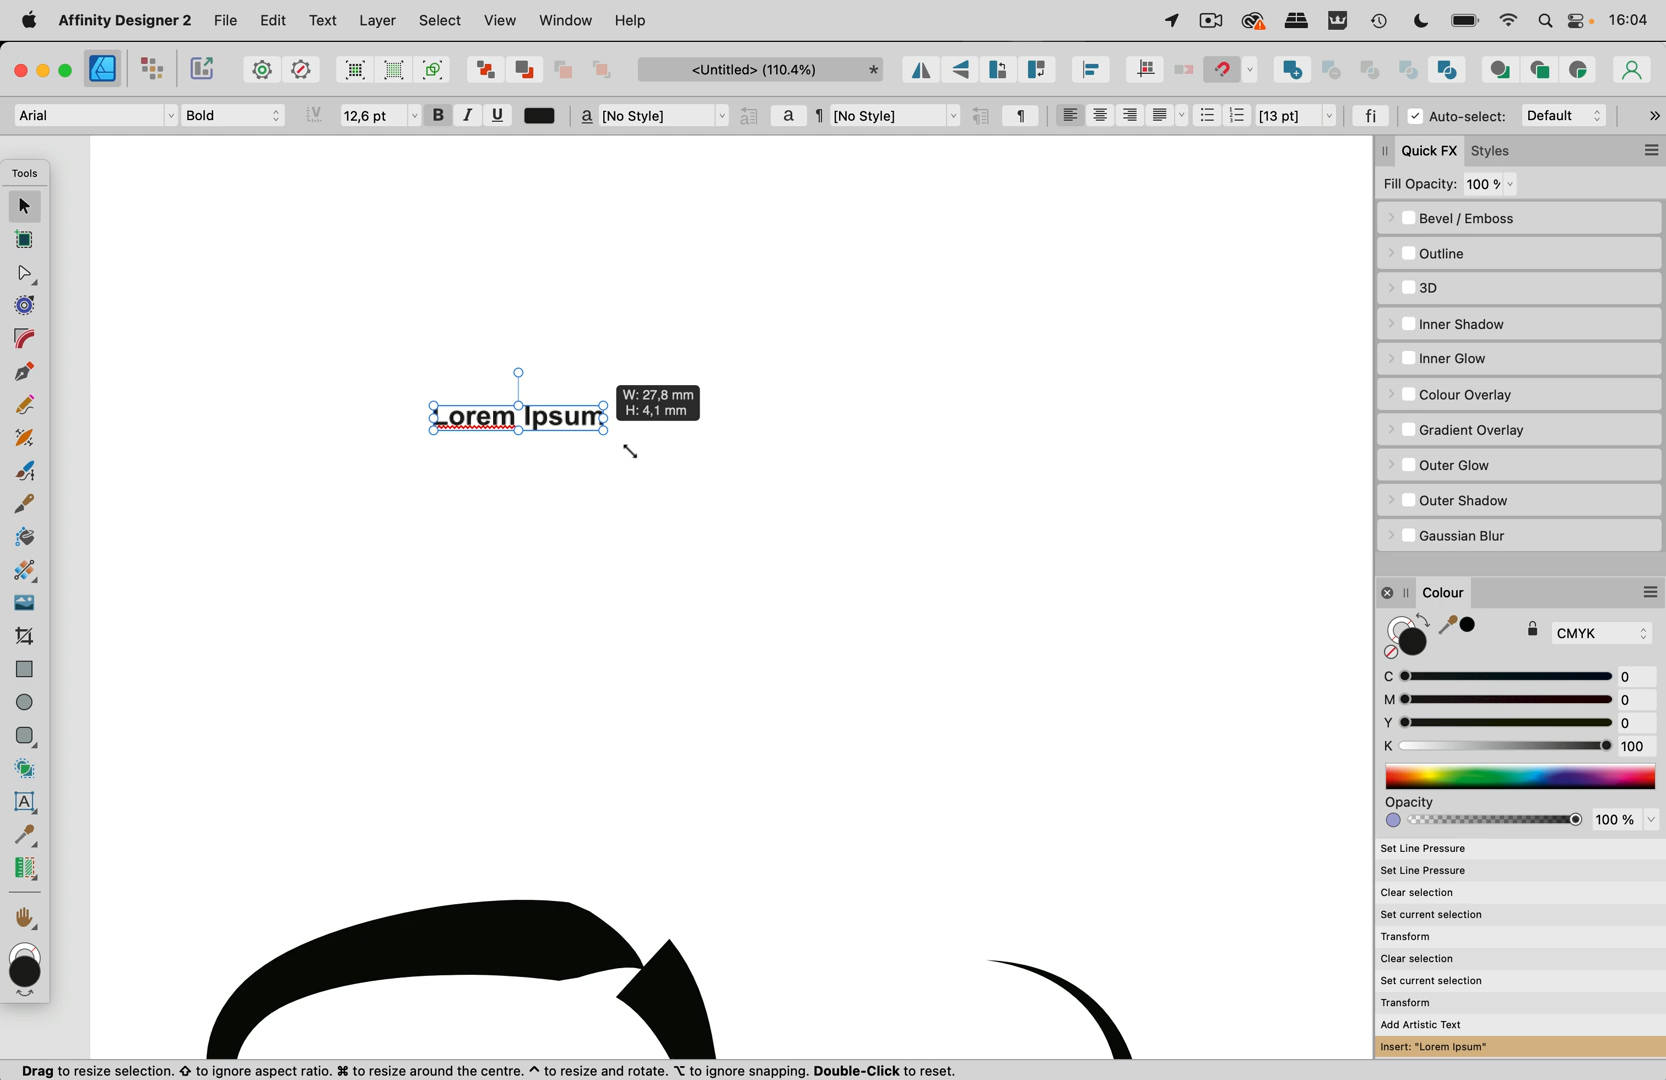 Affinity Designer 2 File Edit Text Layer Select View Window Help 16:04
<Untitled> (110.4%) *
Arial Bold 12,6 pt B I U a [No Style] a ¶ [No Style] ¶ [13 pt] fi Auto-select: Default »
Tools
Quick FX Styles
Fill Opacity: 100 %
Bevel / Emboss
Outline
3D
Inner Shadow
Inner Glow
Colour Overlay
Gradient Overlay
Outer Glow
Outer Shadow
Gaussian Blur
Lorem Ipsum
W: 27,8 mm
H: 4,1 mm
Colour
CMYK
C 0
M 0
Y 0
K 100
Opacity
100 %
Set Line Pressure
Set Line Pressure
Clear selection
Set current selection
Transform
Clear selection
Set current selection
Transform
Add Artistic Text
Insert: "Lorem Ipsum"
Drag to resize selection. ⇧ to ignore aspect ratio. ⌘ to resize around the centre. ⌃ to resize and rotate. ⌥ to ignore snapping. Double-Click to reset.